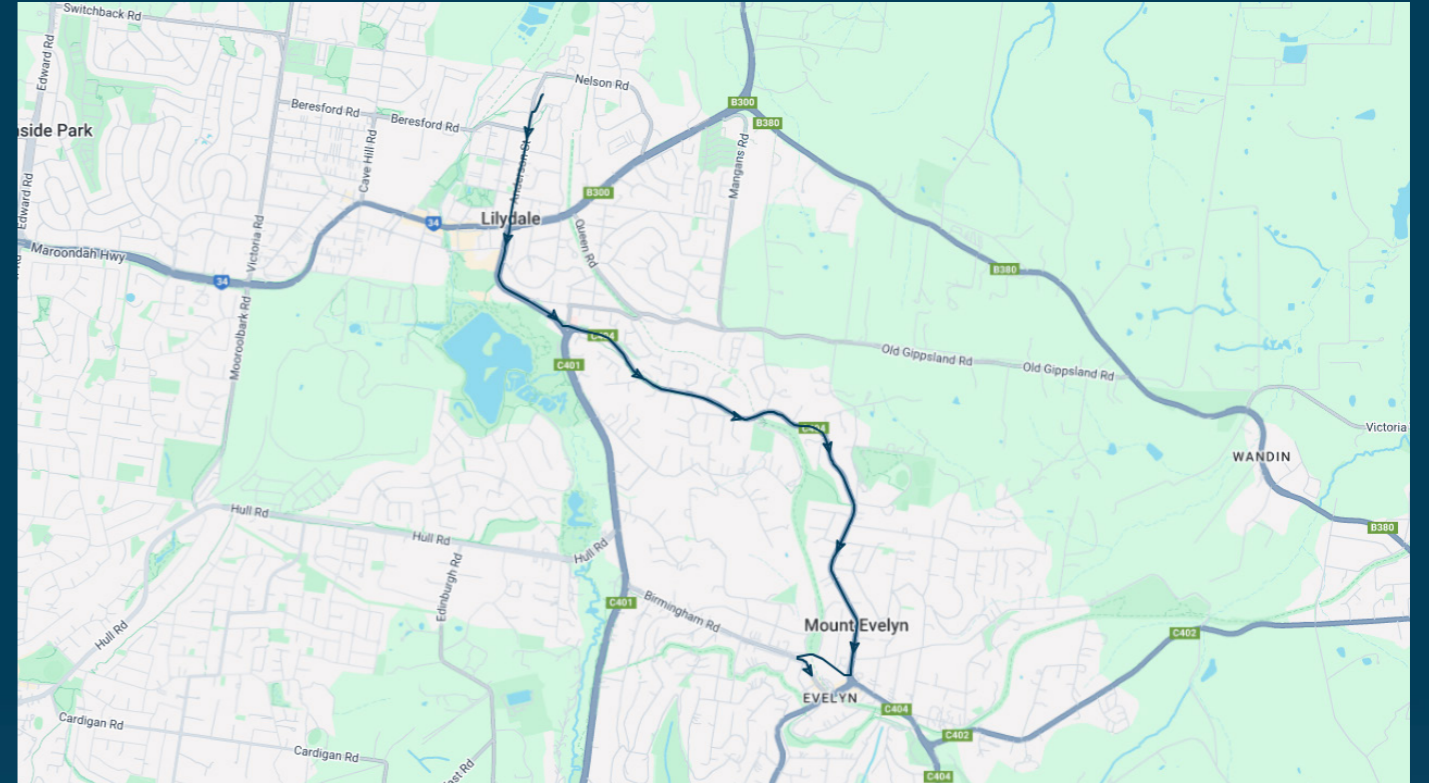 Switchback Rd
Edward Rd
Nelson Rd
Beresford Rd
Beresford Rd
B300
B380
Cave Hill Rd
Anderson St
Mangans Rd
Edward Rd
B300
Lilydale
34
Victoria Rd
Queen Rd
Maroondah Hwy
34
B380
Mooroolbark Rd
C401
Old Gippsland Rd
Old Gippsland Rd
Victoria
WANDIN
Hull Rd
Hull Rd
Hull Rd
B380
Edinburgh Rd
C401
Birmingham Rd
Mount Evelyn
Hull Rd
C402
EVELYN
C404
Cardigan Rd
C402
Cardigan Rd
C404